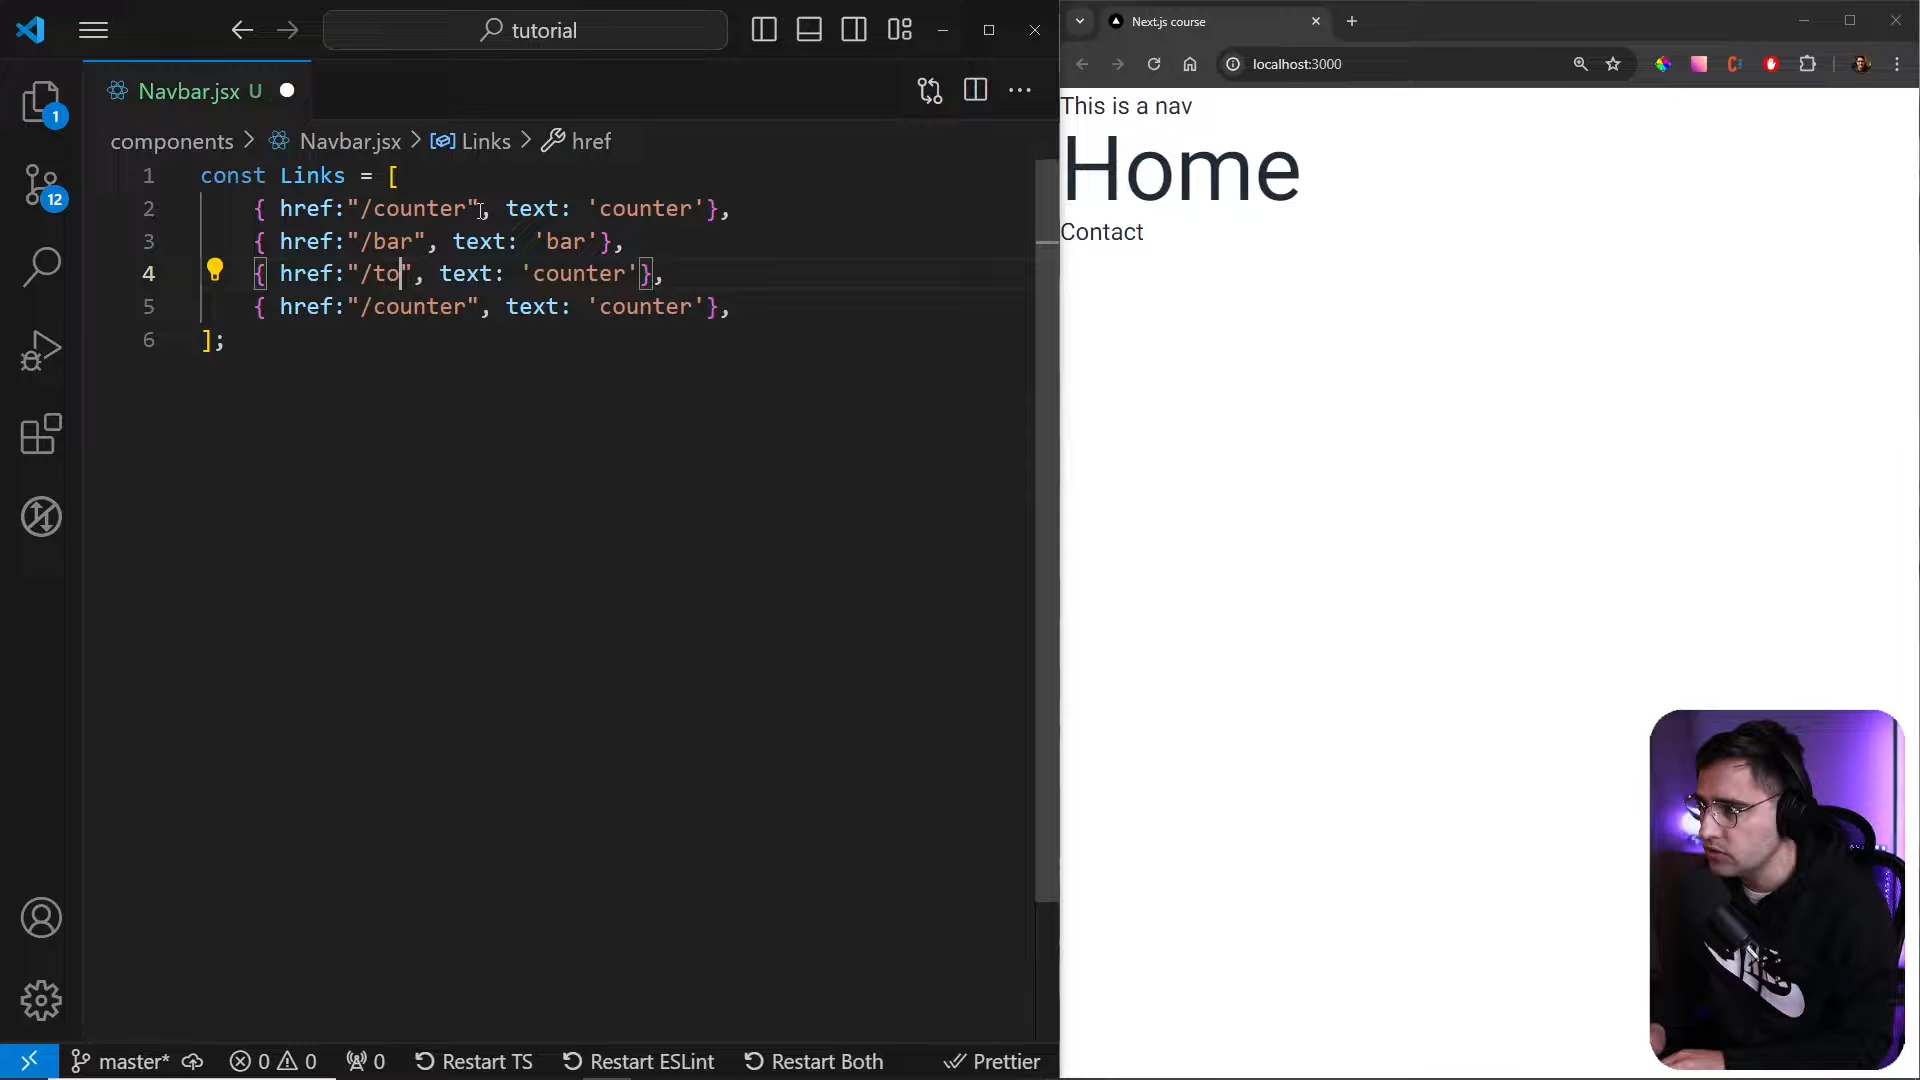 tutorial
Navbar.jsx U
components > Navbar.jsx > Links > href
1 const Links = [
2 { href:"/counter", text: 'counter'},
3 { href:"/bar", text: 'bar'},
4 { href:"/to", text: 'counter'},
5 { href:"/counter", text: 'counter'},
6 ];
1
12
master* 0 0 0 Restart TS Restart ESLint Restart Both Prettier
Next.js course
localhost:3000
This is a nav
Home
Contact